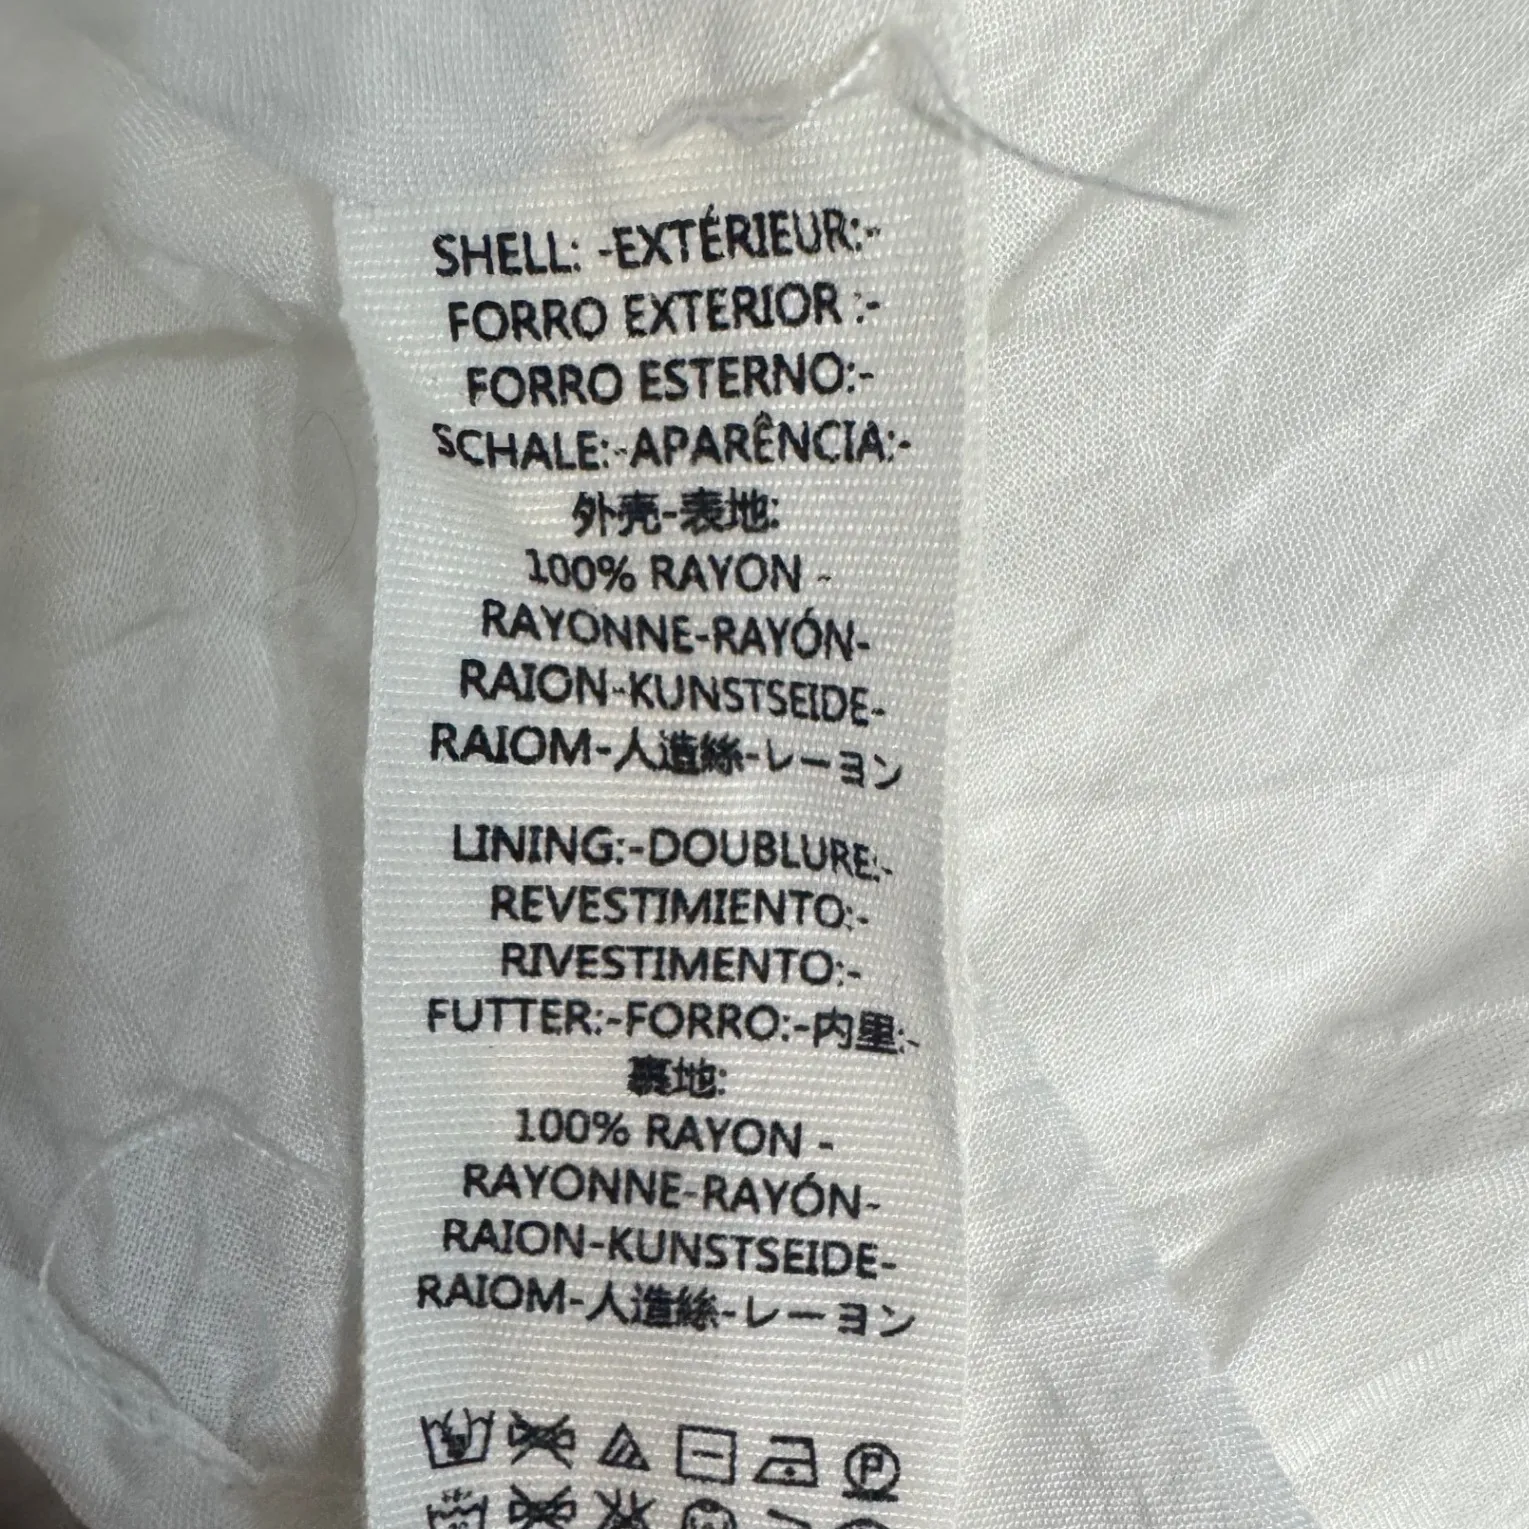 SHELL: -EXTÉRIEUR:-
FORRO EXTERIOR :-
FORRO ESTERNO:-
SCHALE:-APARÊNCIA:-
外壳-表地:
100% RAYON -
RAYONNE-RAYÓN-
RAION-KUNSTSEIDE-
RAIOM-人造絲-レーヨン
LINING:-DOUBLURE:-
REVESTIMIENTO:-
RIVESTIMENTO:-
FUTTER:-FORRO:-内里:-
裏地:
100% RAYON -
RAYONNE-RAYÓN-
RAION-KUNSTSEIDE-
RAIOM-人造絲-レーヨン
P